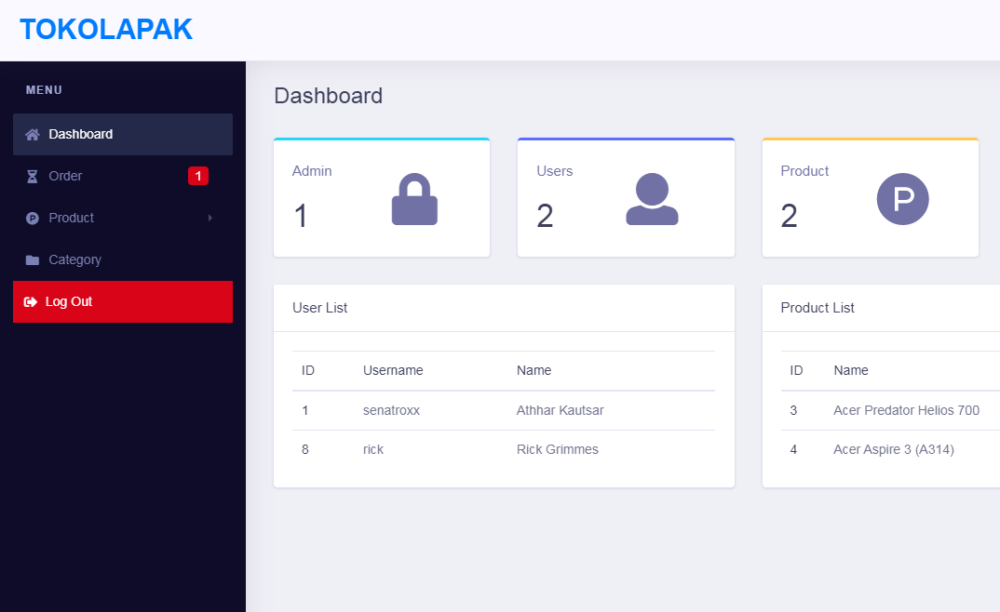 TOKOLAPAK
MENU
Dashboard
Order 1
Product
Category
Log Out
Dashboard
Admin
1
Users
2
Product
2
P
User List
ID Username Name
1 senatroxx Athhar Kautsar
8 rick Rick Grimmes
Product List
ID Name
3 Acer Predator Helios 700
4 Acer Aspire 3 (A314)